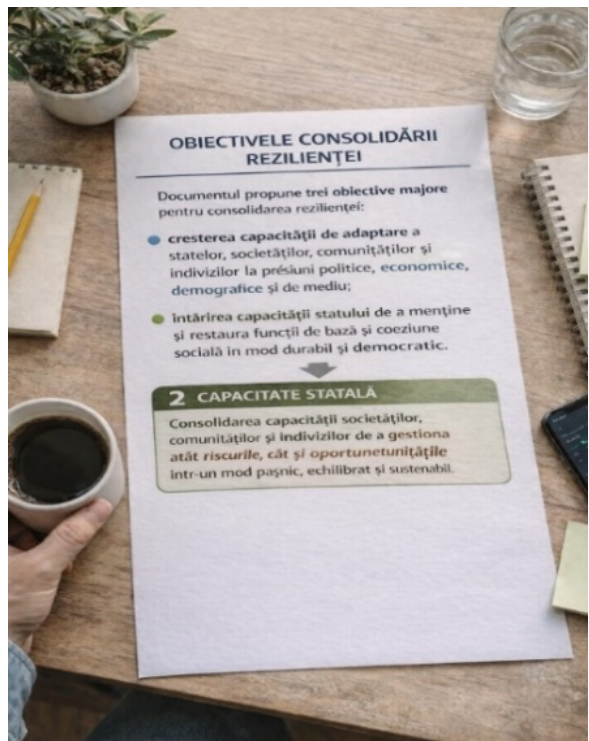 OBIECTIVELE CONSOLIDĂRII
REZILIENȚEI
Documentul propune trei obiective majore
pentru consolidarea rezilienței:
cresterea capacității de adaptare a
statelor, societăților, comunităților și
indivizilor la presiuni politice, economice,
demografice și de mediu;
întărirea capacității statului de a menține
și restaura funcții de bază și coeziune
socială in mod durabil și democratic.
2 CAPACITATE STATALĂ
Consolidarea capacității societăților,
comunităților și indivizilor de a gestiona
atât riscurile, cât și oportunetunitățile
intr-un mod pașnic, echilibrat și sustenabil.